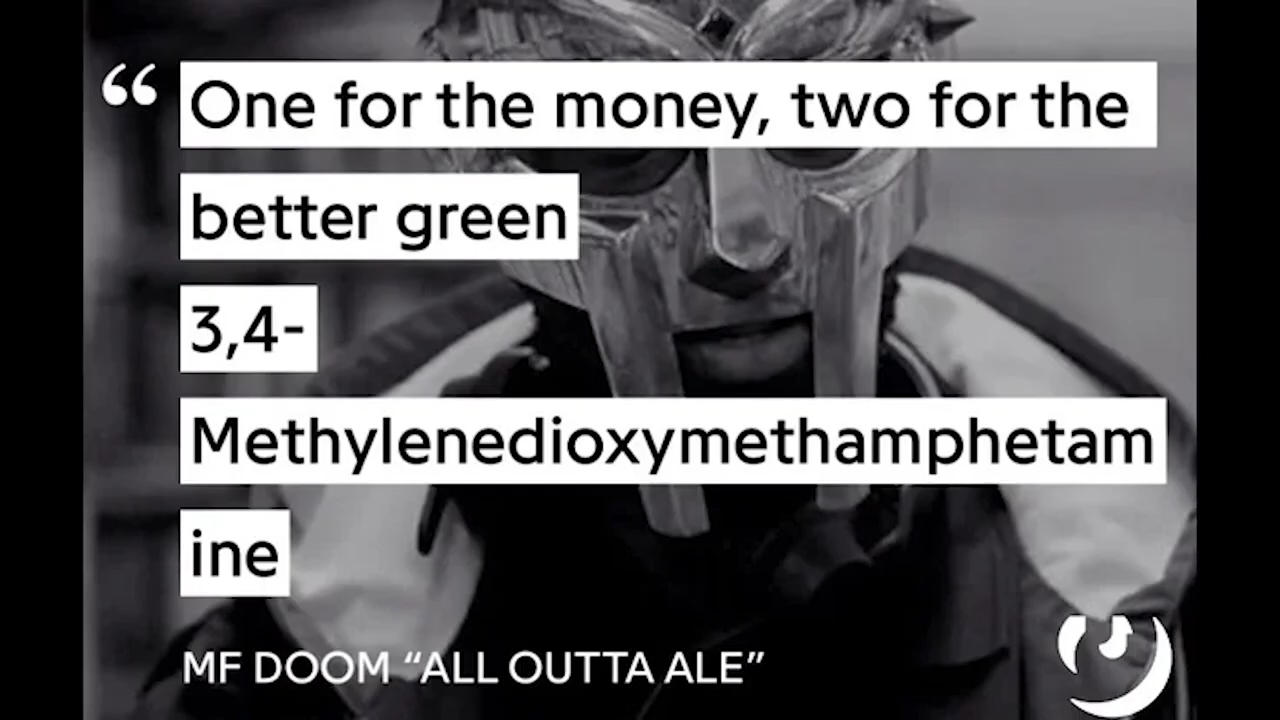 “ One for the money, two for the
better green
3,4-
Methylenedioxymethamphetam
ine
MF DOOM “ALL OUTTA ALE”